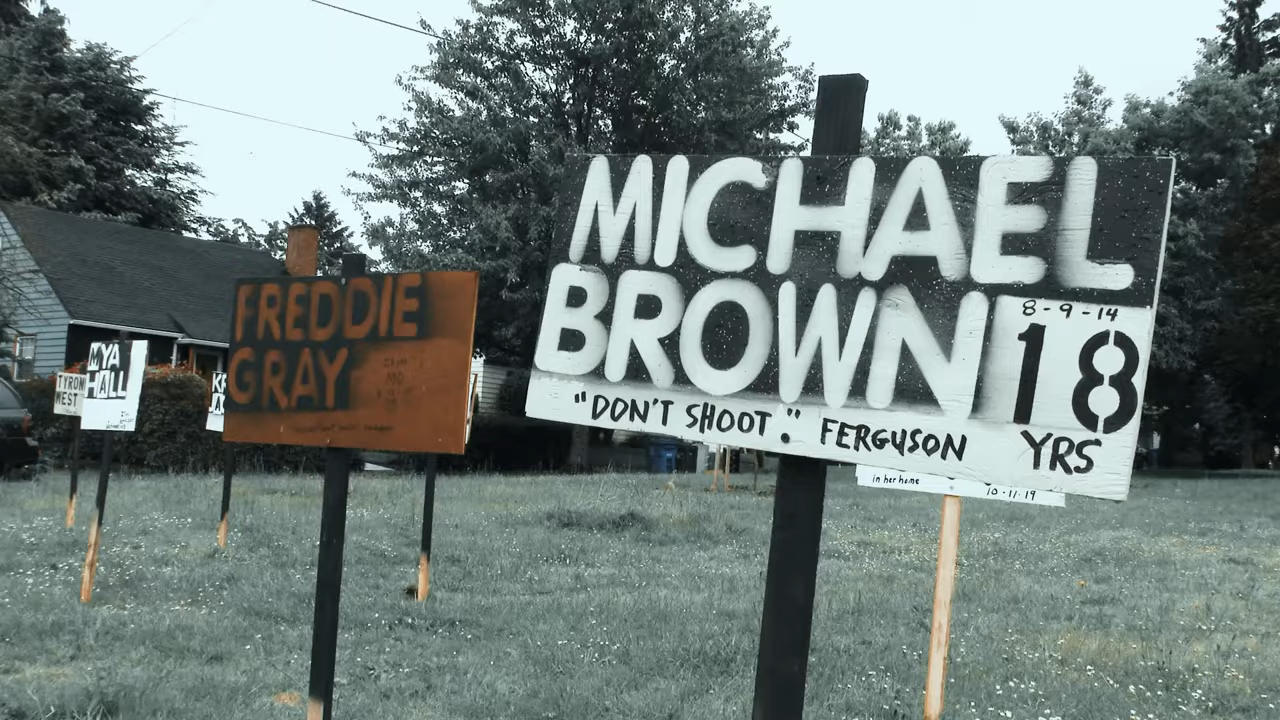 MICHAEL
BROWN
8-9-14
18
YRS
"DON'T SHOOT." FERGUSON
in her home 10-11-19
FREDDIE
GRAY
MYA
HALL
TYRON
WEST